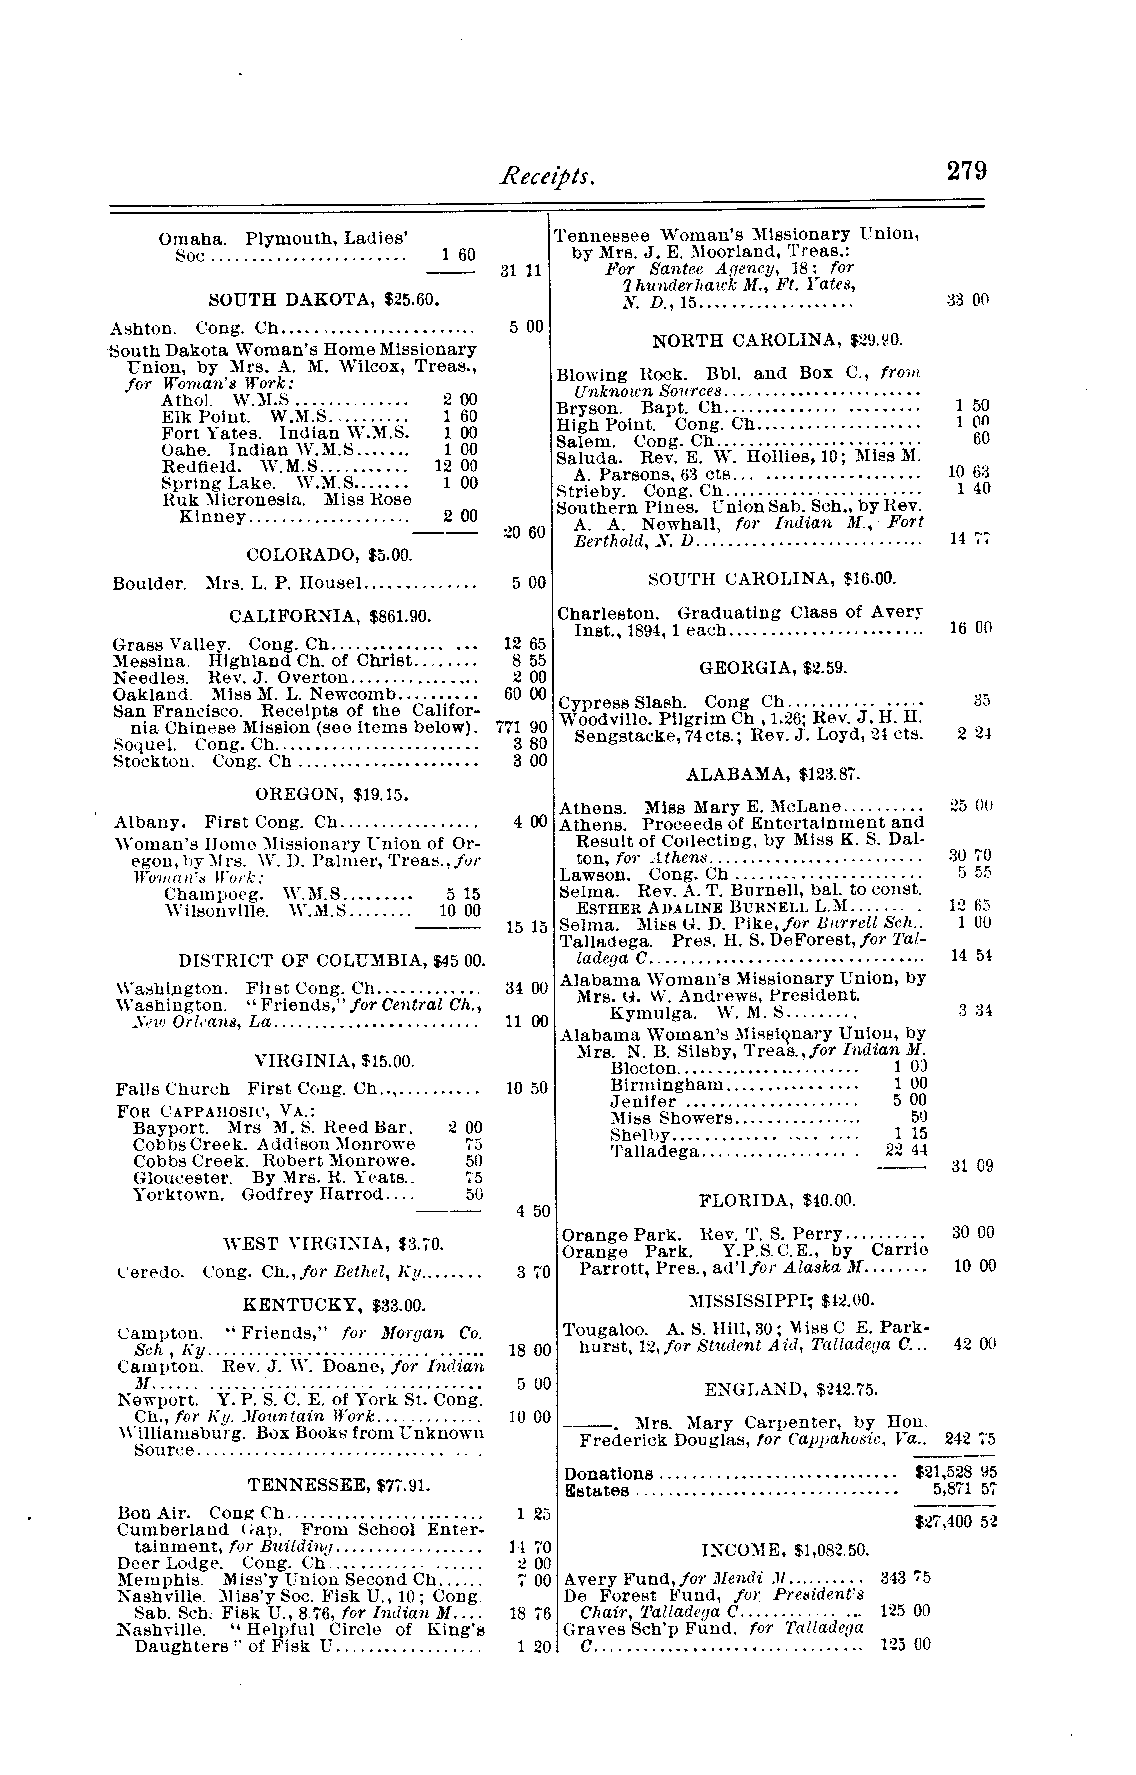 Receipts.
279
Omaha. Plymouth, Ladies'
Soc........................ 1 60
31 11
SOUTH DAKOTA, $25.60.
Ashton. Cong. Ch........................ 5 00
South Dakota Woman's Home Missionary
Union, by Mrs. A. M. Wilcox, Treas.,
for Woman's Work:
Athol. W.M.S.............. 2 00
Elk Point. W.M.S.......... 1 60
Fort Yates. Indian W.M.S. 1 00
Oahe. Indian W.M.S....... 1 00
Redfield. W.M.S........... 12 00
Spring Lake. W.M.S....... 1 00
Ruk Micronesia. Miss Rose
Kinney.................... 2 00
20 60
COLORADO, $5.00.
Boulder. Mrs. L. P. Housel.............. 5 00
CALIFORNIA, $861.90.
Grass Valley. Cong. Ch.................. 12 65
Messina. Highland Ch. of Christ........ 8 55
Needles. Rev. J. Overton................ 2 00
Oakland. Miss M. L. Newcomb.......... 60 00
San Francisco. Receipts of the Califor-
nia Chinese Mission (see items below). 771 90
Soquel. Cong. Ch......................... 3 80
Stockton. Cong. Ch...................... 3 00
OREGON, $19.15.
Albany. First Cong. Ch................. 4 00
Woman's Home Missionary Union of Or-
egon, by Mrs. W. D. Palmer, Treas., for
Woman's Work:
Champoeg. W.M.S......... 5 15
Wilsonville. W.M.S........ 10 00
15 15
DISTRICT OF COLUMBIA, $45 00.
Washington. First Cong. Ch............. 34 00
Washington. "Friends," for Central Ch.,
New Orleans, La......................... 11 00
VIRGINIA, $15.00.
Falls Church First Cong. Ch............ 10 50
FOR CAPPAHOSIC, VA.:
Bayport. Mrs M. S. Reed Bar. 2 00
Cobbs Creek. Addison Monrowe 75
Cobbs Creek. Robert Monrowe. 50
Gloucester. By Mrs. R. Yeats.. 75
Yorktown. Godfrey Harrod.... 50
4 50
WEST VIRGINIA, $3.70.
Ceredo. Cong. Ch., for Bethel, Ky........ 3 70
KENTUCKY, $33.00.
Campton. "Friends," for Morgan Co.
Sch, Ky.................................. 18 00
Campton. Rev. J. W. Doane, for Indian
M........................................ 5 00
Newport. Y. P. S. C. E. of York St. Cong.
Ch., for Ky. Mountain Work............. 10 00
Williamsburg. Box Books from Unknown
Source..................................
TENNESSEE, $77.91.
Bon Air. Cong Ch........................ 1 25
Cumberland Gap. From School Enter-
tainment, for Building.................. 14 70
Deer Lodge. Cong. Ch................... 2 00
Memphis. Miss'y Union Second Ch...... 7 00
Nashville. Miss'y Soc. Fisk U., 10; Cong.
Sab. Sch. Fisk U., 8.76, for Indian M.... 18 76
Nashville. "Helpful Circle of King's
Daughters" of Fisk U.................. 1 20
Tennessee Woman's Missionary Union,
by Mrs. J. E. Moorland, Treas.:
For Santee Agency, 18; for
Thunderhawk M., Ft. Yates,
N. D., 15................... 33 00
NORTH CAROLINA, $29.90.
Blowing Rock. Bbl. and Box C., from
Unknown Sources........................
Bryson. Bapt. Ch........................ 1 50
High Point. Cong. Ch.................... 1 00
Salem. Cong. Ch......................... 60
Saluda. Rev. E. W. Hollies, 10; Miss M.
A. Parsons, 63 cts...................... 10 63
Strieby. Cong. Ch........................ 1 40
Southern Pines. Union Sab. Sch., by Rev.
A. A. Newhall, for Indian M., Fort
Berthold, N. D............................ 14 77
SOUTH CAROLINA, $16.00.
Charleston. Graduating Class of Avery
Inst., 1894, 1 each........................ 16 00
GEORGIA, $2.59.
Cypress Slash. Cong Ch................. 35
Woodville. Pilgrim Ch, 1.26; Rev. J. H. H.
Sengstacke, 74 cts.; Rev. J. Loyd, 24 cts. 2 24
ALABAMA, $123.87.
Athens. Miss Mary E. McLane.......... 25 00
Athens. Proceeds of Entertainment and
Result of Collecting, by Miss K. S. Dal-
ton, for Athens.......................... 30 70
Lawson. Cong. Ch....................... 5 55
Selma. Rev. A. T. Burnell, bal. to const.
ESTHER ADALINE BURNELL L.M......... 12 65
Selma. Miss G. D. Pike, for Burrell Sch.. 1 00
Talladega. Pres. H. S. DeForest, for Tal-
ladega C.................................. 14 54
Alabama Woman's Missionary Union, by
Mrs. G. W. Andrews, President.
Kymulga. W. M. S......... 3 34
Alabama Woman's Missionary Union, by
Mrs. N. B. Silsby, Treas., for Indian M.
Blocton...................... 1 00
Birmingham................ 1 00
Jenifer ..................... 5 00
Miss Showers............... 50
Shelby....................... 1 15
Talladega................... 22 44
31 09
FLORIDA, $40.00.
Orange Park. Rev. T. S. Perry.......... 30 00
Orange Park. Y.P.S.C.E., by Carrie
Parrott, Pres., ad'l for Alaska M........ 10 00
MISSISSIPPI; $42.00.
Tougaloo. A. S. Hill, 30; Miss C E. Park-
hurst, 12, for Student Aid, Talladega C... 42 00
ENGLAND, $242.75.
———. Mrs. Mary Carpenter, by Hon.
Frederick Douglas, for Cappahosic, Va.. 242 75
Donations............................. $21,528 95
Estates................................ 5,871 57
$27,400 52
INCOME, $1,082.50.
Avery Fund, for Mendi M.......... 343 75
De Forest Fund, for President's
Chair, Talladega C............... 125 00
Graves Sch'p Fund, for Talladega
C................................. 125 00